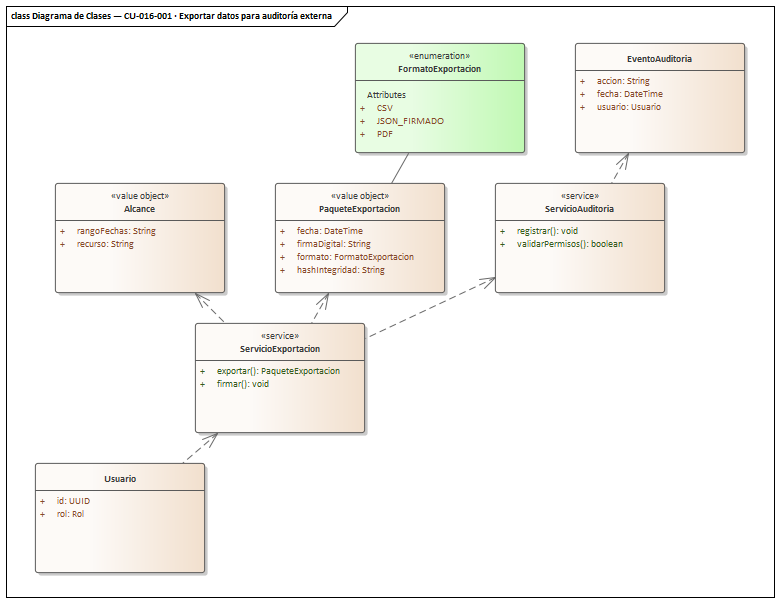 class Diagrama de Clases — CU-016-001 · Exportar datos para auditoría externa
«enumeration»
FormatoExportacion
Attributes
+ CSV
+ JSON_FIRMADO
+ PDF
EventoAuditoria
+ accion: String
+ fecha: DateTime
+ usuario: Usuario
«value object»
Alcance
+ rangoFechas: String
+ recurso: String
«value object»
PaqueteExportacion
+ fecha: DateTime
+ firmaDigital: String
+ formato: FormatoExportacion
+ hashIntegridad: String
«service»
ServicioAuditoria
+ registrar(): void
+ validarPermisos(): boolean
«service»
ServicioExportacion
+ exportar(): PaqueteExportacion
+ firmar(): void
Usuario
+ id: UUID
+ rol: Rol